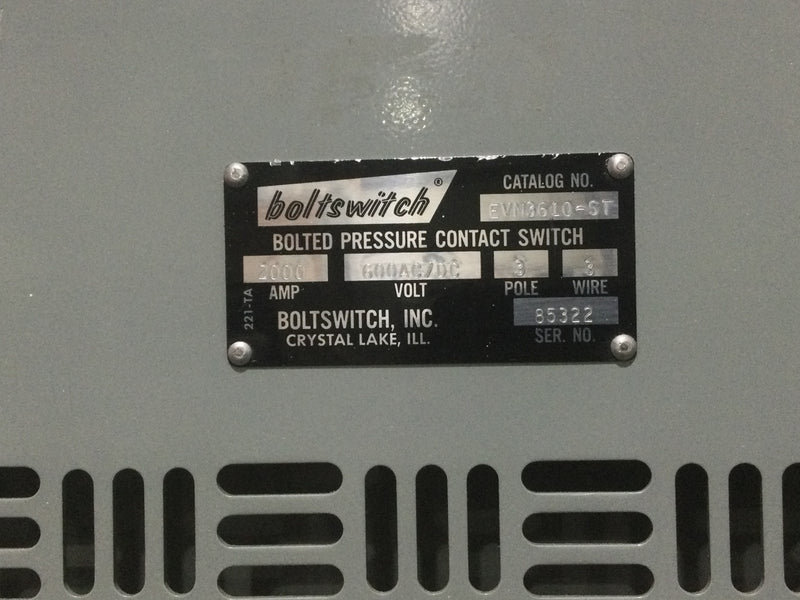 boltswitch®
CATALOG NO.
EVM3610-ST
BOLTED PRESSURE CONTACT SWITCH
2000 600AC/DC 3 3
AMP VOLT POLE WIRE
221-TA
BOLTSWITCH, INC. 85322
CRYSTAL LAKE, ILL. SER. NO.